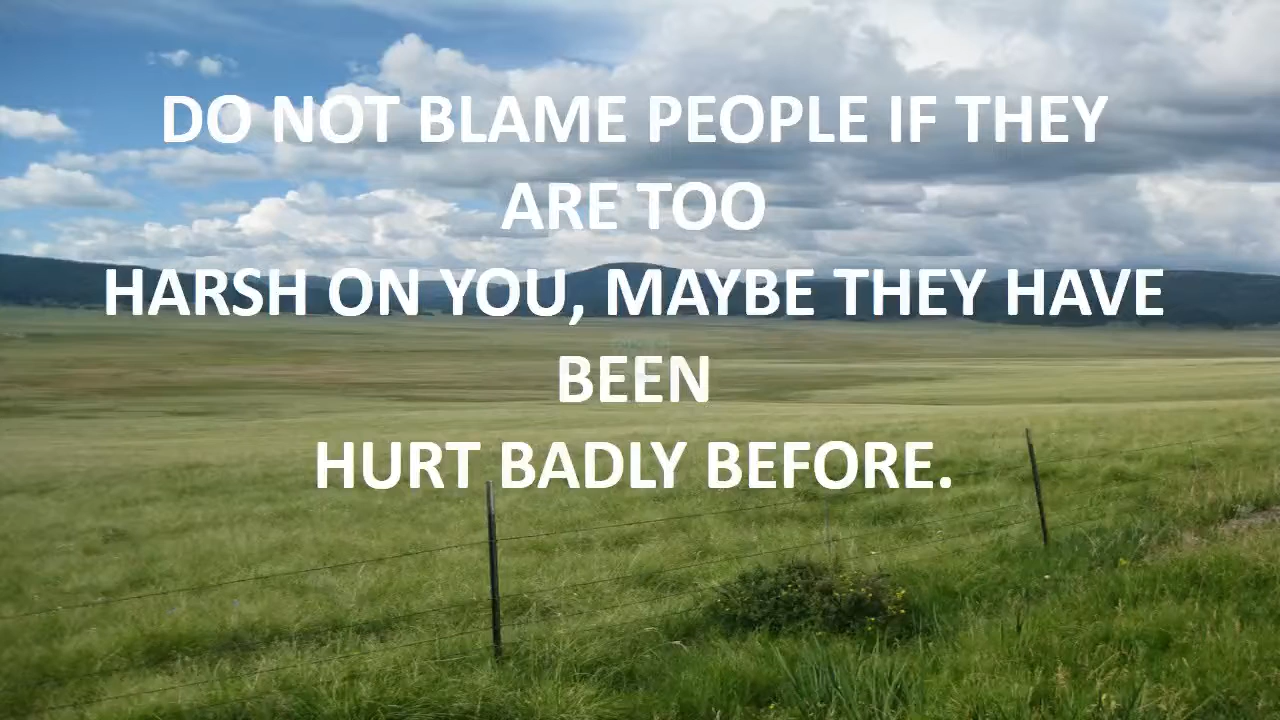 DO NOT BLAME PEOPLE IF THEY
ARE TOO
HARSH ON YOU, MAYBE THEY HAVE
BEEN
HURT BADLY BEFORE.